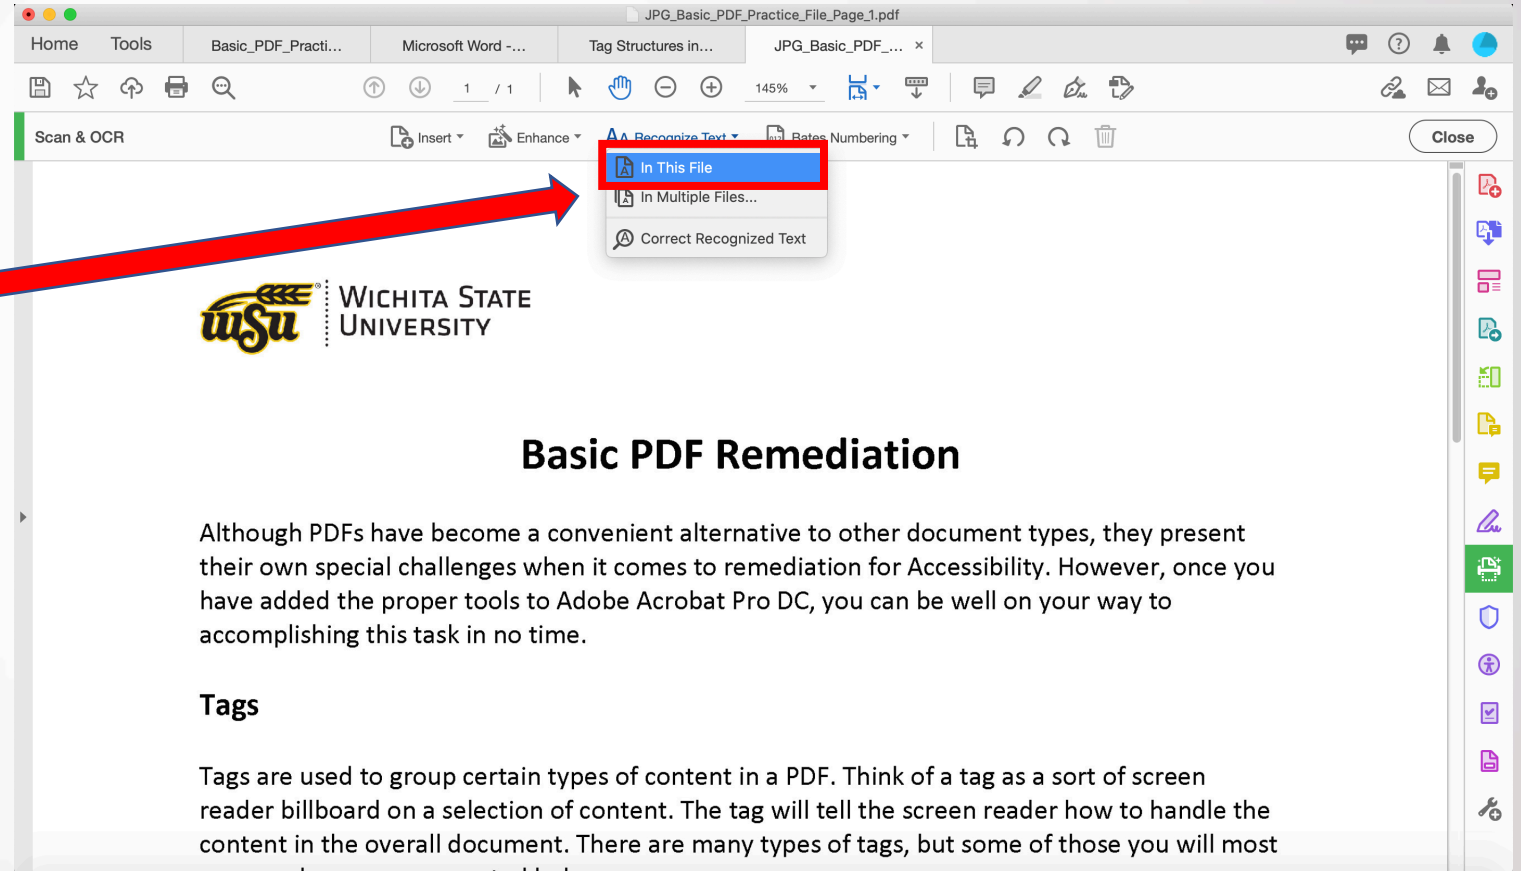 JPG_Basic_PDF_Practice_File_Page_1.pdf
Home Tools Basic_PDF_Practi... Microsoft Word -... Tag Structures in... JPG_Basic_PDF_... ×
1 / 1 145%
Scan & OCR Insert Enhance Recognize Text Bates Numbering Close
In This File
In Multiple Files...
Correct Recognized Text
wsu
WICHITA STATE
UNIVERSITY
Basic PDF Remediation
Although PDFs have become a convenient alternative to other document types, they present
their own special challenges when it comes to remediation for Accessibility. However, once you
have added the proper tools to Adobe Acrobat Pro DC, you can be well on your way to
accomplishing this task in no time.
Tags
Tags are used to group certain types of content in a PDF. Think of a tag as a sort of screen
reader billboard on a selection of content. The tag will tell the screen reader how to handle the
content in the overall document. There are many types of tags, but some of those you will most